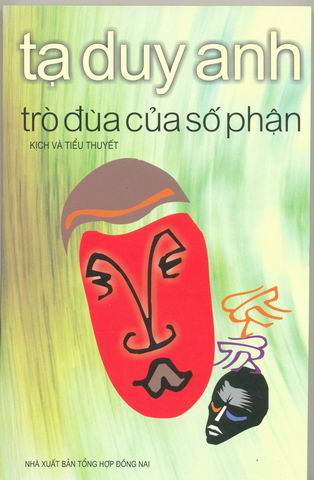 tạ duy anh
trò đùa của số phận
KỊCH VÀ TIỂU THUYẾT
NHÀ XUẤT BẢN TỔNG HỢP ĐỒNG NAI